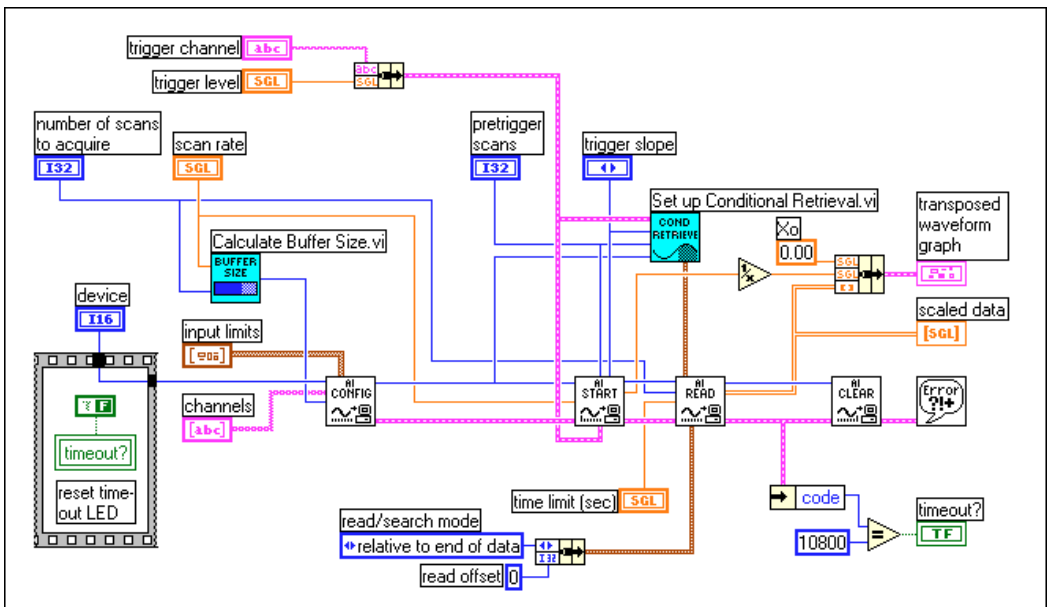 trigger channel
abc
trigger level
SGL
abc
SGL
number of scans
to acquire
I32
scan rate
SGL
pretrigger
scans
I32
trigger slope
Set up Conditional Retrieval.vi
COND
RETRIEVE
Xo
0.00
1/x
SGL
SGL
transposed
waveform
graph
Calculate Buffer Size.vi
BUFFER
SIZE
device
I16
scaled data
[SGL]
input limits
channels
[abc]
AI
CONFIG
AI
START
AI
READ
AI
CLEAR
Error
?!+
F
timeout?
reset time-
out LED
time limit (sec)
SGL
code
timeout?
TF
10800
=
read/search mode
relative to end of data
I32
read offset
0